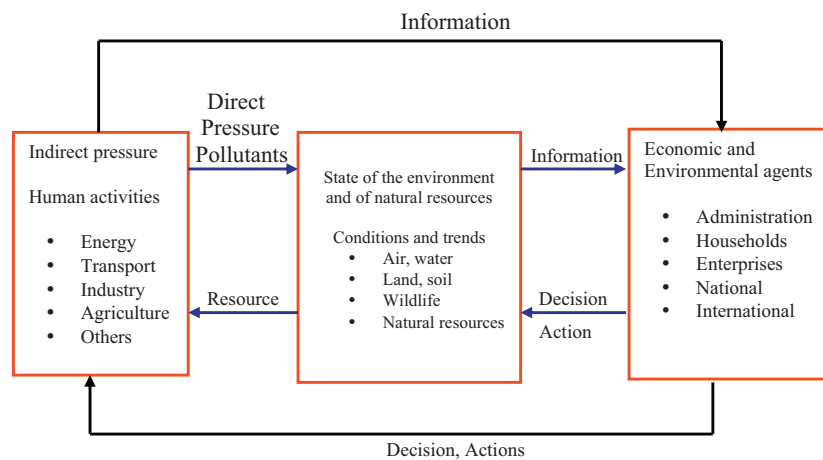 Information
Direct
Pressure
Pollutants
Indirect pressure
Human activities
• Energy
• Transport
• Industry
• Agriculture
• Others
Resource
State of the environment
and of natural resources
Conditions and trends
• Air, water
• Land, soil
• Wildlife
• Natural resources
Information
Decision
Action
Economic and
Environmental agents
• Administration
• Households
• Enterprises
• National
• International
Decision, Actions